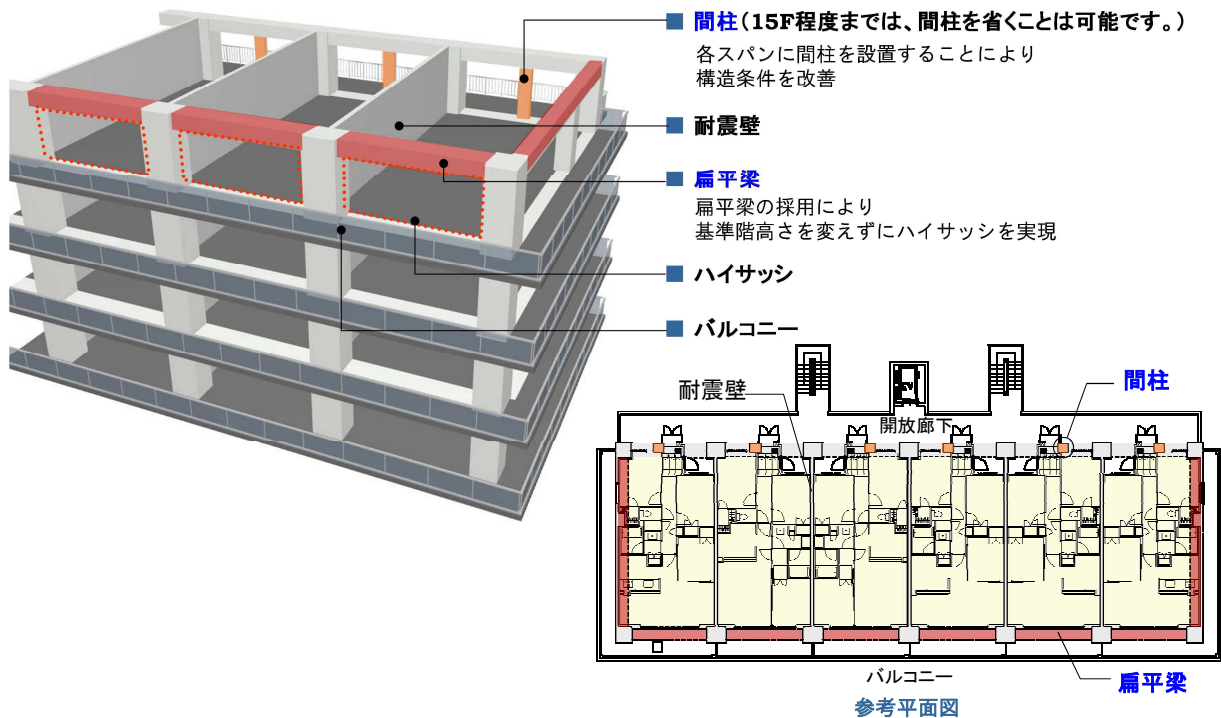 ■ 間柱(15F程度までは、間柱を省くことは可能です。)
各スパンに間柱を設置することにより
構造条件を改善
■ 耐震壁
■ 扁平梁
扁平梁の採用により
基準階高さを変えずにハイサッシを実現
■ ハイサッシ
■ バルコニー
耐震壁
間柱
開放廊下
バルコニー
扁平梁
参考平面図